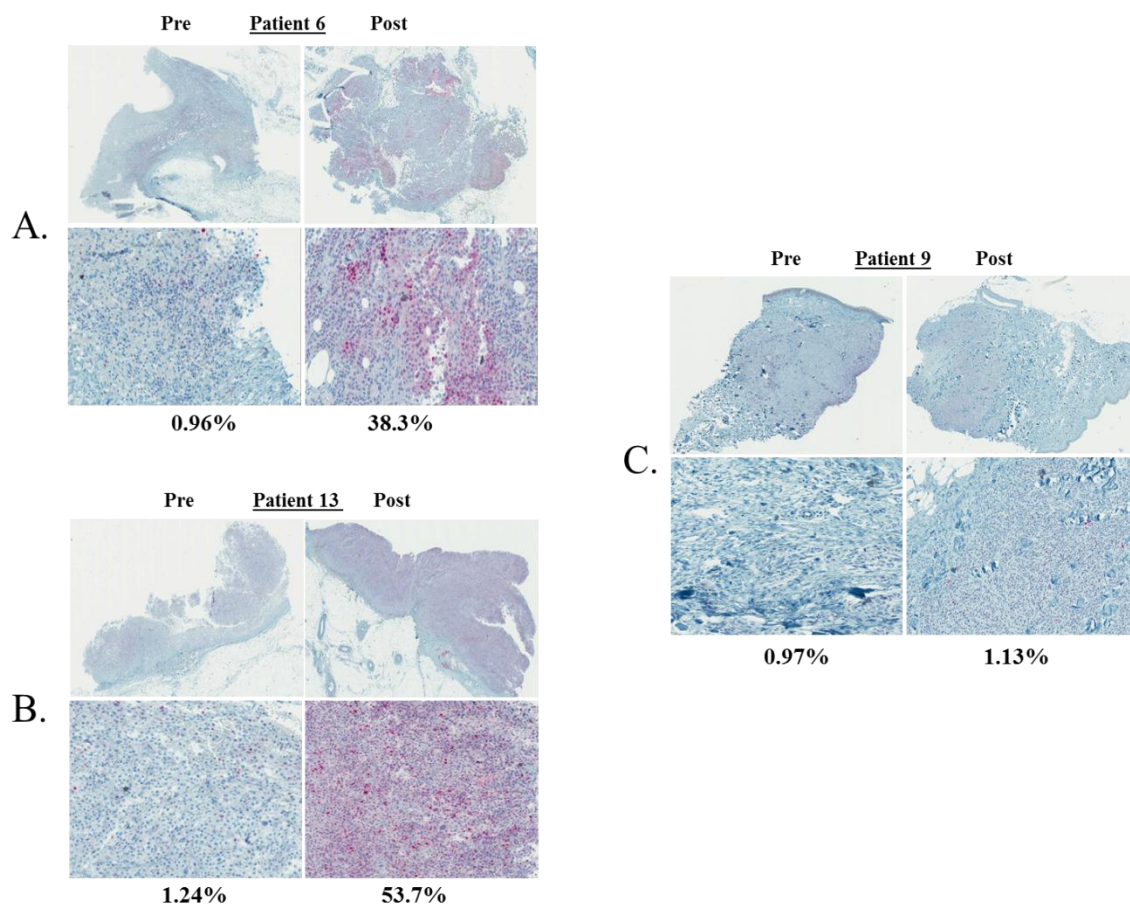 Pre Patient 6 Post
A.
0.96% 38.3%
Pre Patient 13 Post
B.
1.24% 53.7%
Pre Patient 9 Post
C.
0.97% 1.13%